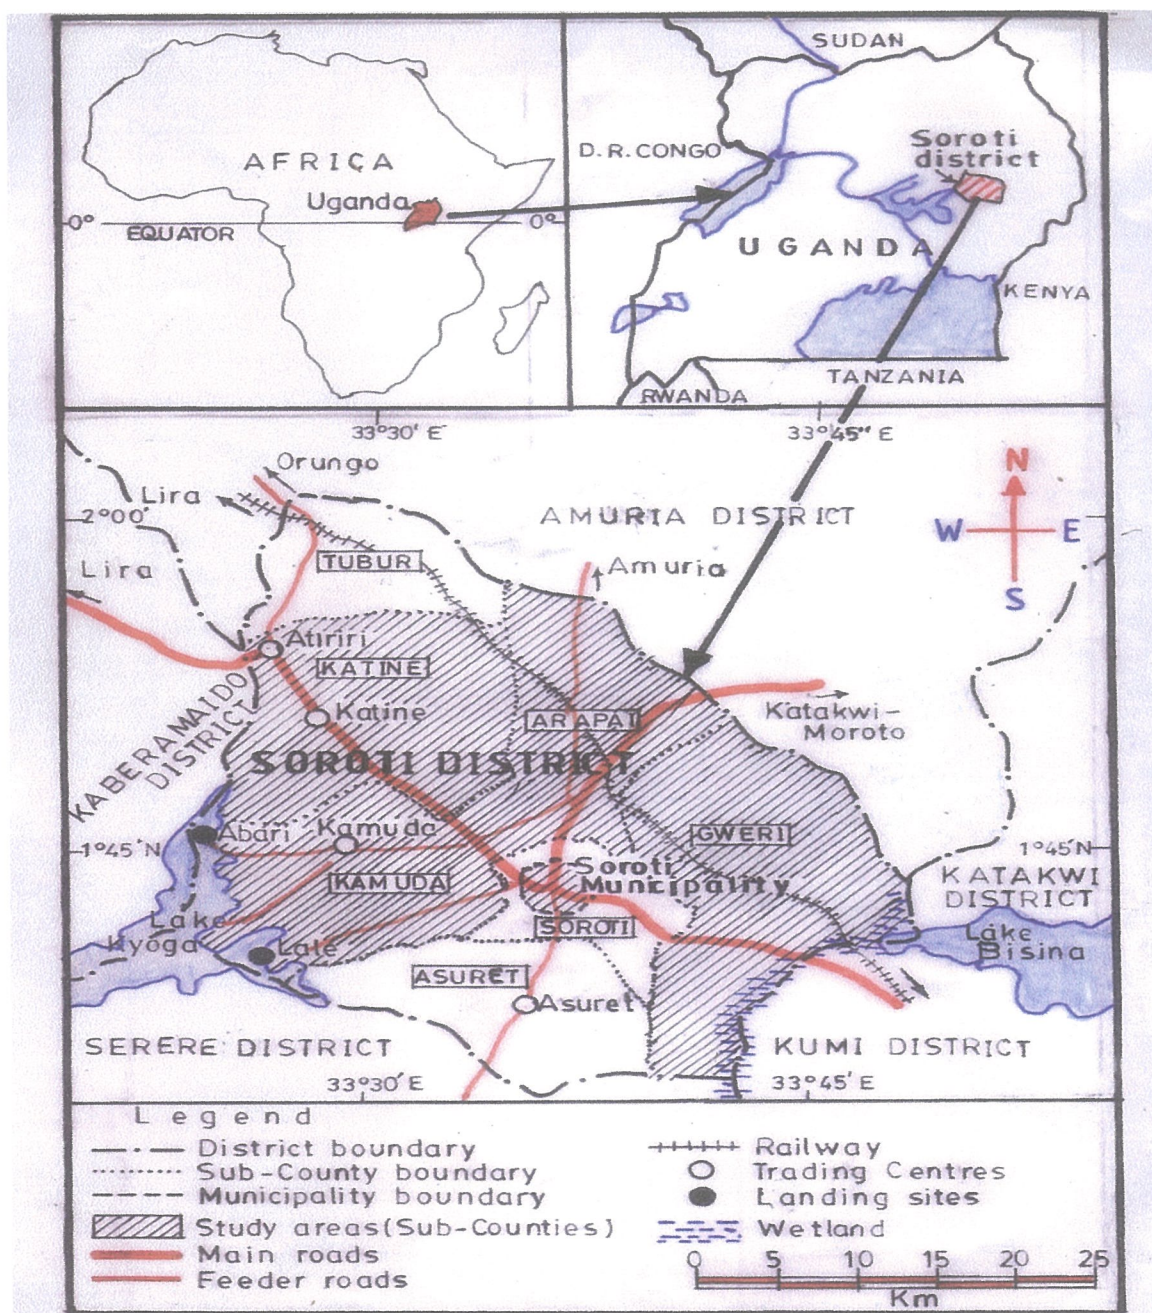 AFRICA
Uganda
0°
0°
EQUATOR
SUDAN
D.R.CONGO
Soroti
district
UGANDA
KENYA
TANZANIA
RWANDA
33°30' E
33°45" E
Orungo
Lira
2°00'
AMURIA DISTRICT
N
W
E
S
Lira
TUBUR
Amuria
Atiriri
KATINE
KABERAMAIDO
DISTRICT
Katine
ARAPAI
Katakwi-
Moroto
SOROTI DISTRICT
Abari
Kamuda
GWERI
1°45'N
1°45'N
KAMUDA
Soroti
Municipality
KATAKWI
DISTRICT
Lake
Kyoga
Lale
SOROTI
Lake
Bisina
ASURET
Asuret
SERERE DISTRICT
KUMI DISTRICT
33°30'E
33°45'E
Legend
District boundary
Sub-County boundary
Municipality boundary
Study areas(Sub-Counties)
Main roads
Feeder roads
Railway
Trading Centres
Landing sites
Wetland
0 5 10 15 20 25
Km